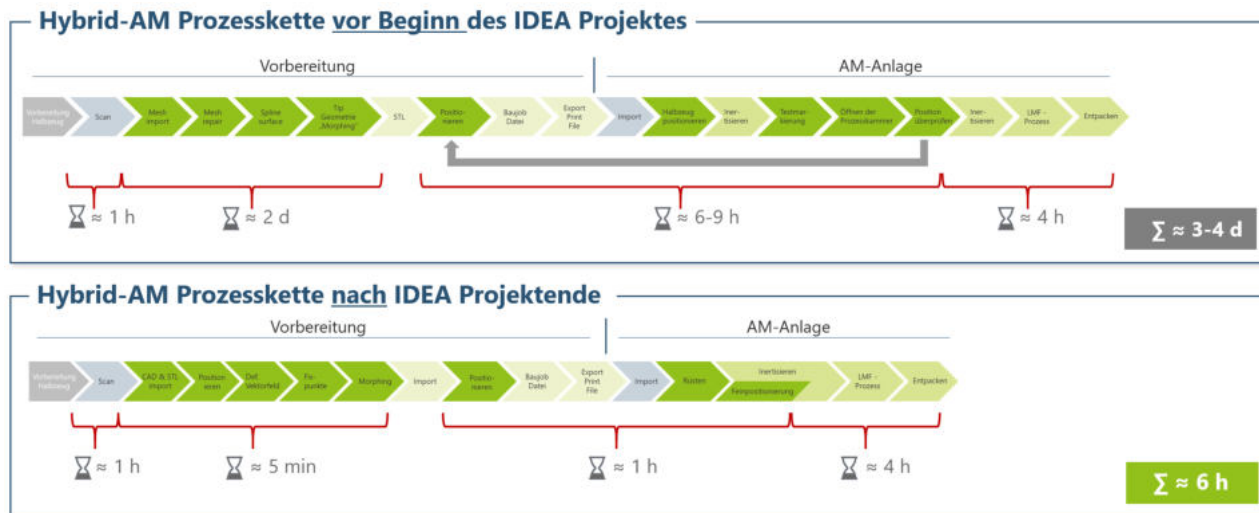 Hybrid-AM Prozesskette vor Beginn des IDEA Projektes
Vorbereitung
AM-Anlage
Vorbereitung
Halbzeug
Scan
Mesh
import
Mesh
repair
Spline
surface
Tip
Geometrie
„Morphing"
STL
Positio-
nieren
Baujob
Datei
Export
Print
File
Import
Halbzeug
positionieren
Iner-
tisieren
Testmar-
kierung
Öffnen der
Prozesskammer
Position
überprüfen
Iner-
tisieren
LMF -
Prozess
Entpacken
≈ 1 h
≈ 2 d
≈ 6-9 h
≈ 4 h
∑ ≈ 3-4 d
Hybrid-AM Prozesskette nach IDEA Projektende
Vorbereitung
AM-Anlage
Vorbereitung
Halbzeug
Scan
CAD & STL
Import
Position
ieren
Def.
Vektorfeld
Fix-
punkte
Morphing
Import
Positio-
nieren
Baujob
Datei
Export
Print
File
Import
Rüsten
Inertisieren
Feinpositionierung
LMF -
Prozess
Entpacken
≈ 1 h
≈ 5 min
≈ 1 h
≈ 4 h
∑ ≈ 6 h